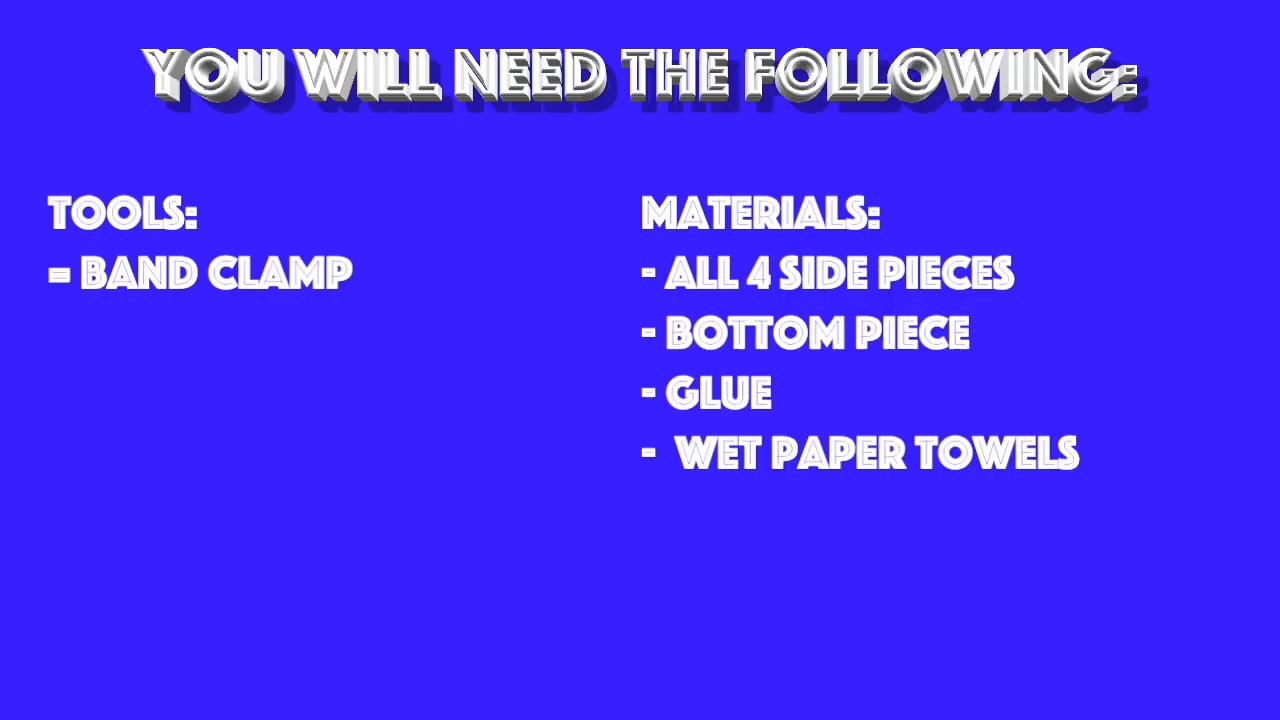 YOU WILL NEED THE FOLLOWING:
TOOLS:
= BAND CLAMP
MATERIALS:
- ALL 4 SIDE PIECES
- BOTTOM PIECE
- GLUE
- WET PAPER TOWELS